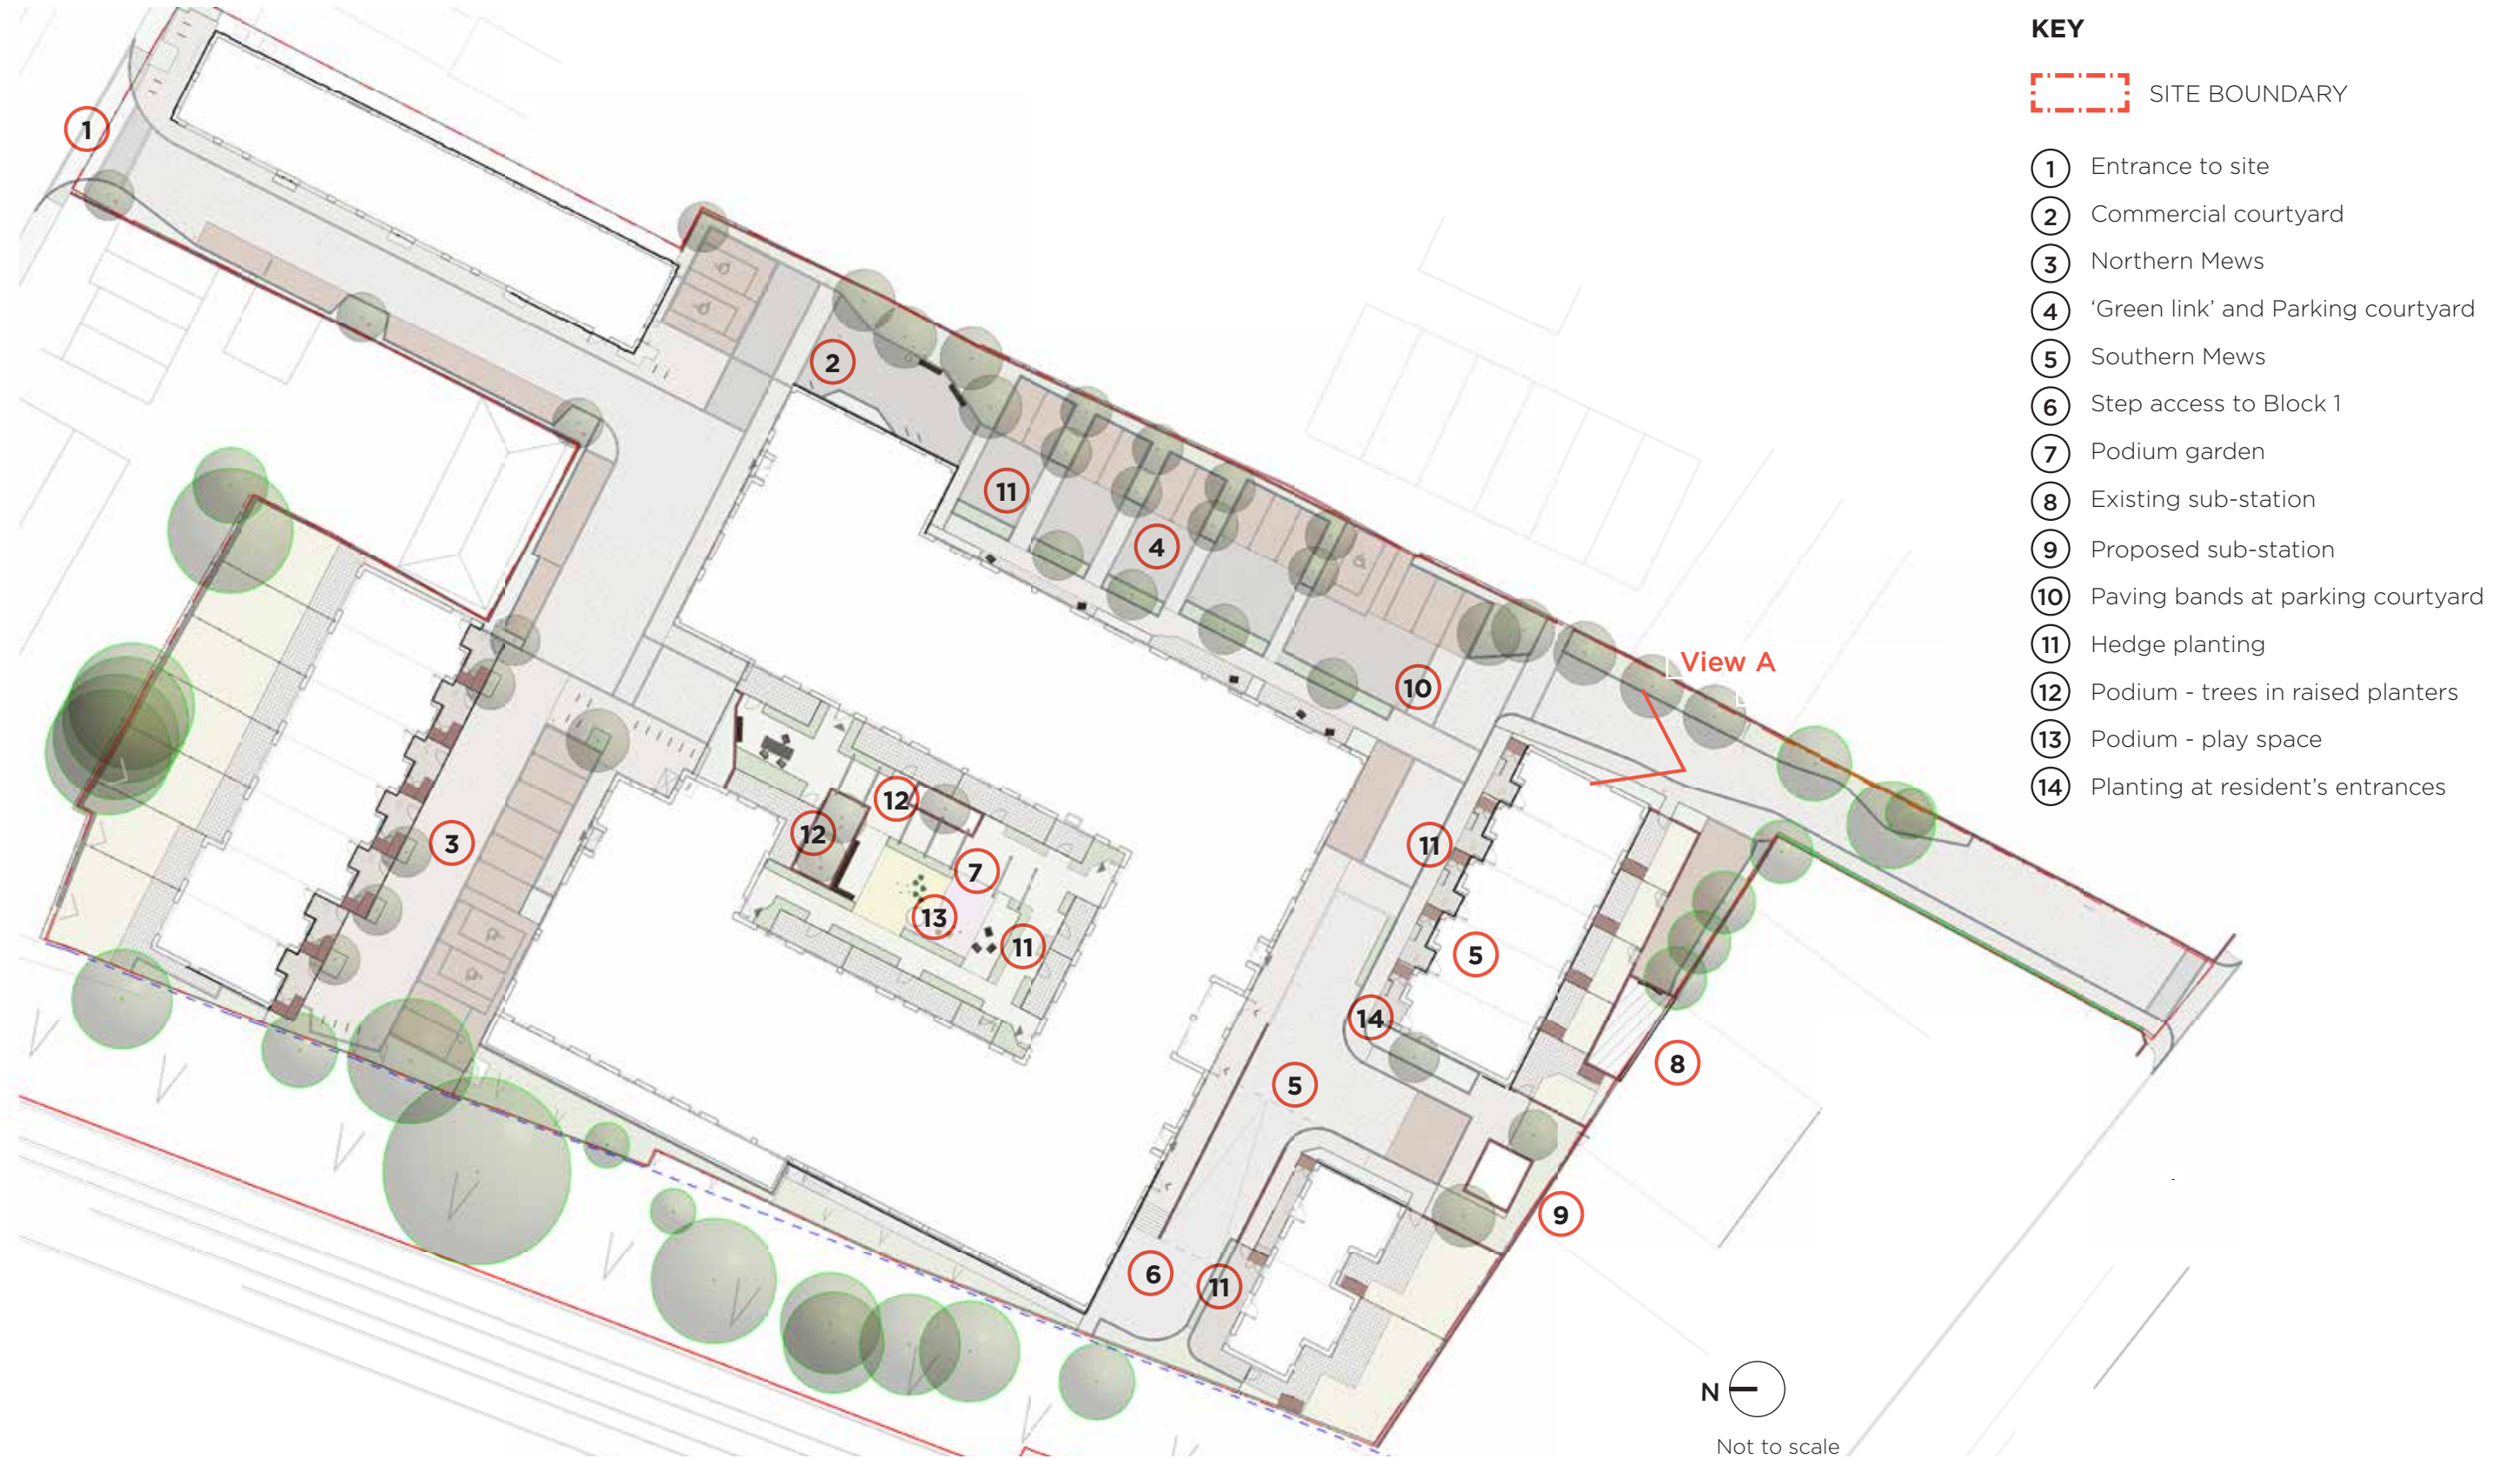 KEY
SITE BOUNDARY
1 Entrance to site
2 Commercial courtyard
3 Northern Mews
4 ‘Green link’ and Parking courtyard
5 Southern Mews
6 Step access to Block 1
7 Podium garden
8 Existing sub-station
9 Proposed sub-station
10 Paving bands at parking courtyard
11 Hedge planting
12 Podium - trees in raised planters
13 Podium - play space
14 Planting at resident’s entrances
1
2
11
4
View A
10
12
12
3
11
7
13
11
5
14
8
5
9
6
11
N
Not to scale